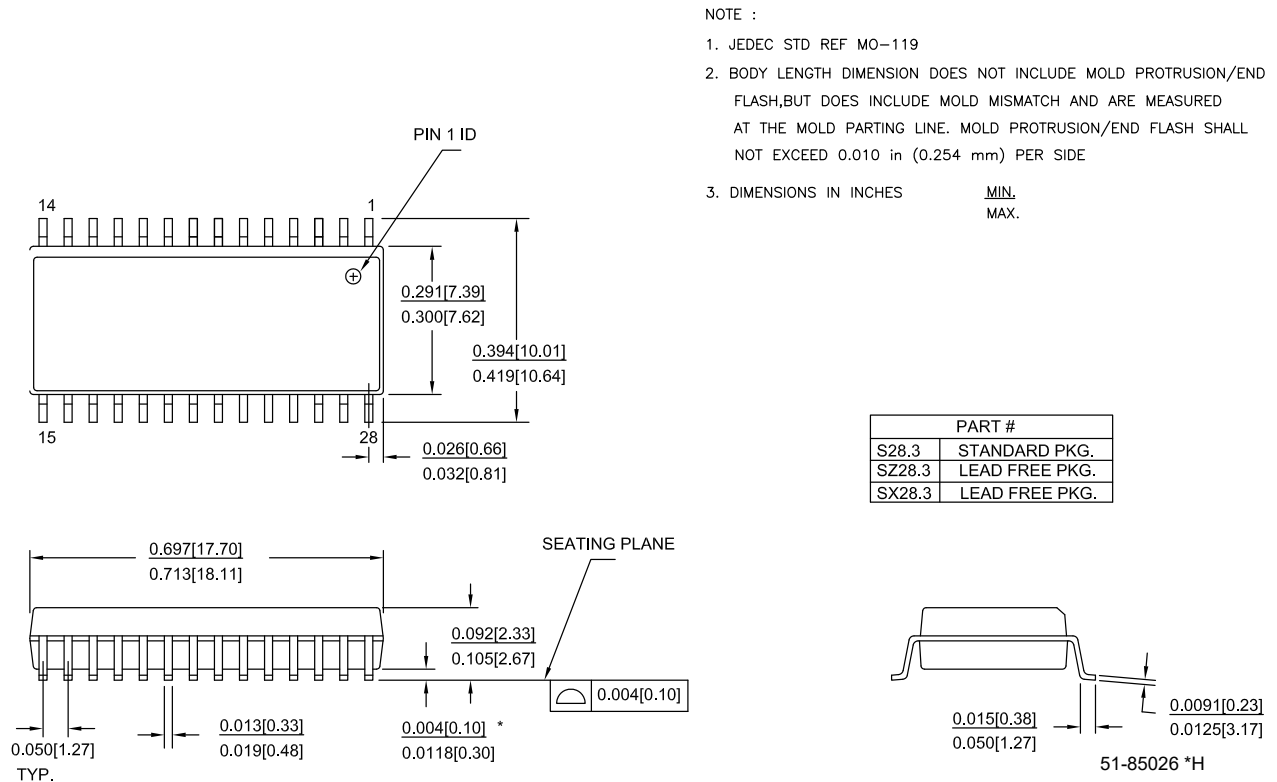 NOTE :
1. JEDEC STD REF MO-119
2. BODY LENGTH DIMENSION DOES NOT INCLUDE MOLD PROTRUSION/END
FLASH,BUT DOES INCLUDE MOLD MISMATCH AND ARE MEASURED
AT THE MOLD PARTING LINE. MOLD PROTRUSION/END FLASH SHALL
NOT EXCEED 0.010 in (0.254 mm) PER SIDE
3. DIMENSIONS IN INCHES MIN.
MAX.
PIN 1 ID
14 1
0.291[7.39]
0.300[7.62]
0.394[10.01]
0.419[10.64]
15 28
0.026[0.66]
0.032[0.81]
PART #
S28.3 STANDARD PKG.
SZ28.3 LEAD FREE PKG.
SX28.3 LEAD FREE PKG.
0.697[17.70]
0.713[18.11]
SEATING PLANE
0.092[2.33]
0.105[2.67]
0.004[0.10]
0.050[1.27]
TYP.
0.013[0.33]
0.019[0.48]
0.004[0.10] *
0.0118[0.30]
0.015[0.38]
0.050[1.27]
0.0091[0.23]
0.0125[3.17]
51-85026 *H